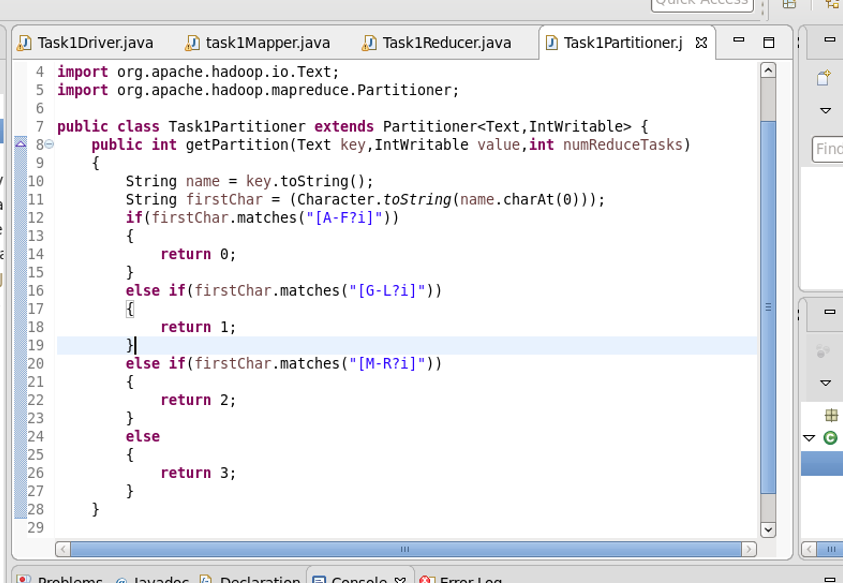 Quick Access
Task1Driver.java
task1Mapper.java
Task1Reducer.java
Task1Partitioner.j
4 import org.apache.hadoop.io.Text;
5 import org.apache.hadoop.mapreduce.Partitioner;
6
7 public class Task1Partitioner extends Partitioner<Text,IntWritable> {
8     public int getPartition(Text key,IntWritable value,int numReduceTasks)
9     {
10         String name = key.toString();
11         String firstChar = (Character.toString(name.charAt(0)));
12         if(firstChar.matches("[A-F?i]"))
13         {
14             return 0;
15         }
16         else if(firstChar.matches("[G-L?i]"))
17         {
18             return 1;
19         }
20         else if(firstChar.matches("[M-R?i]"))
21         {
22             return 2;
23         }
24         else
25         {
26             return 3;
27         }
28     }
29
Find
Problems
@ Javadoc
Declaration
Console
Error Log